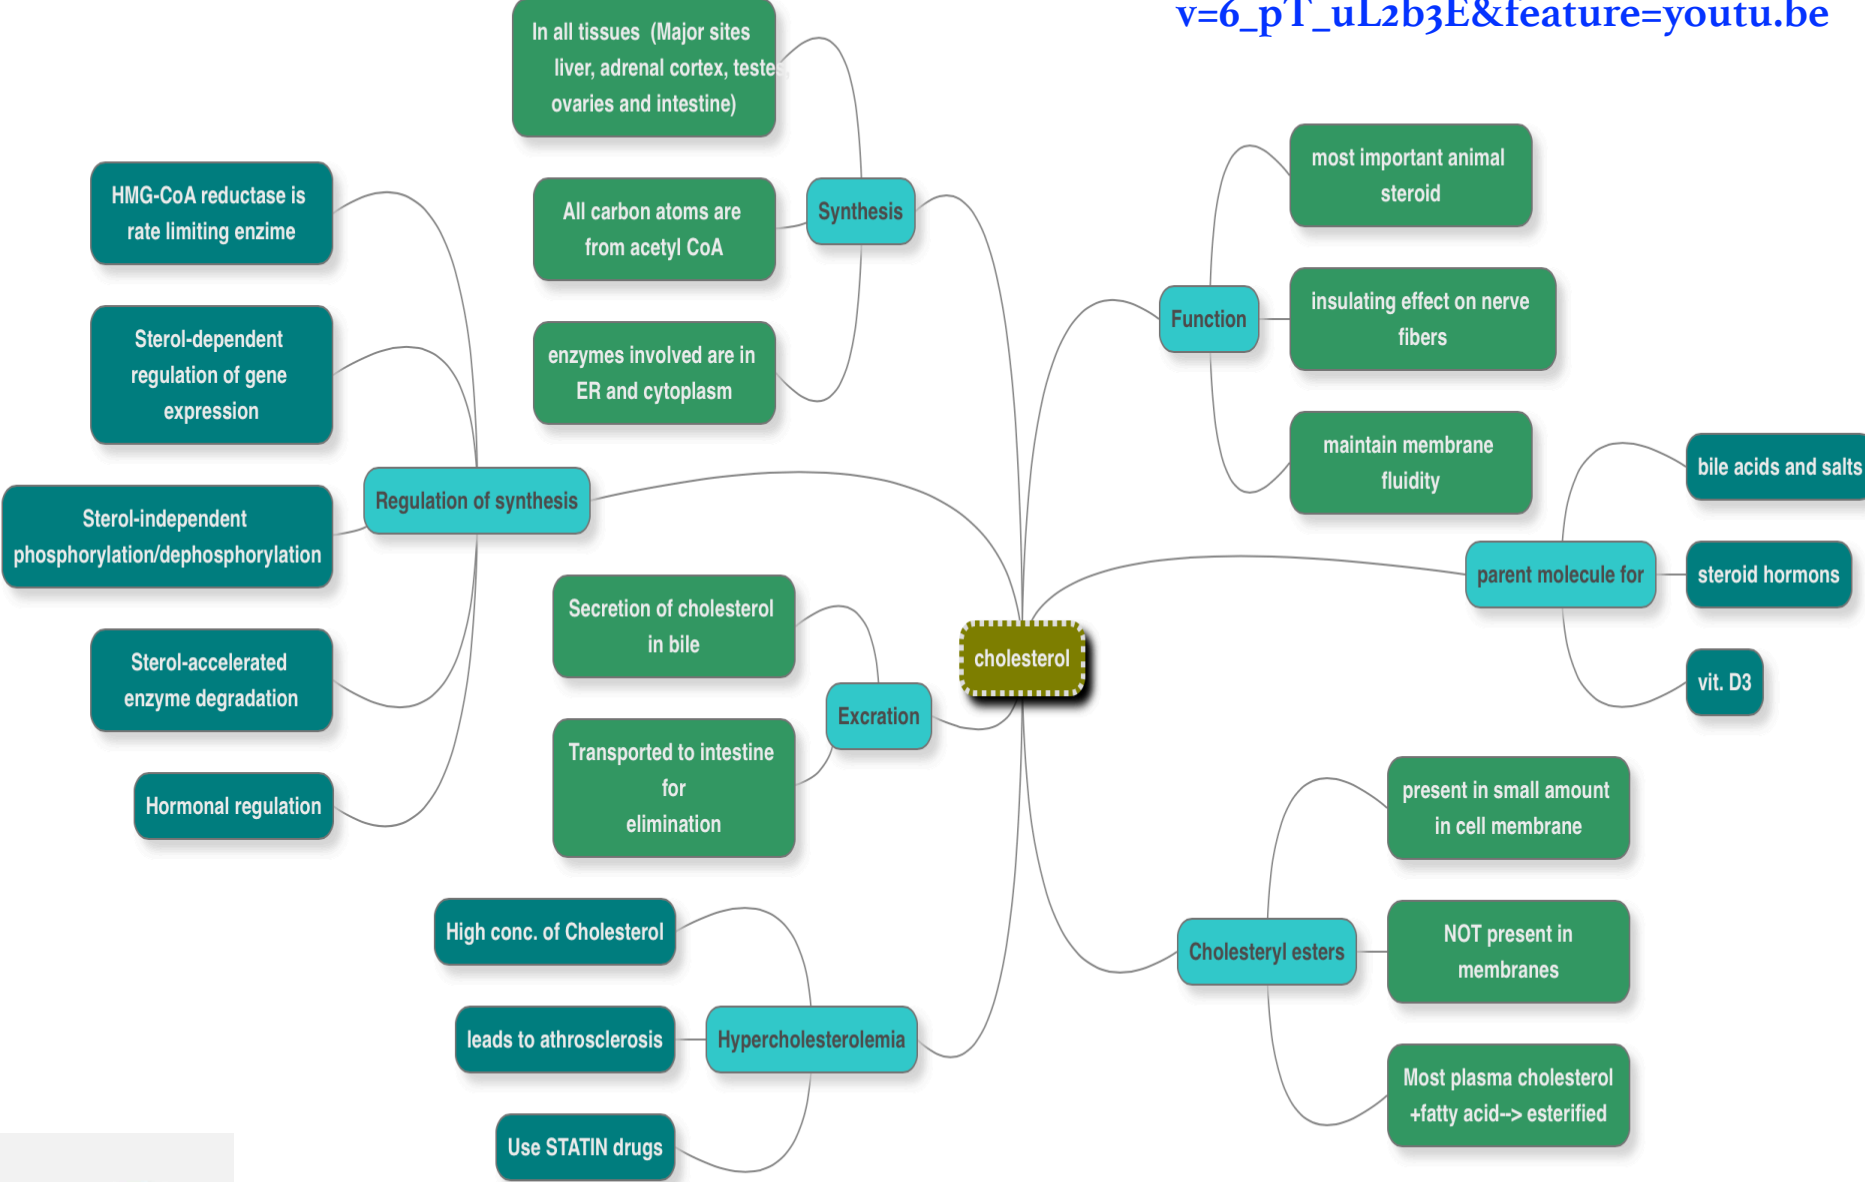 v=6_pT_uL2b3E&feature=youtu.be
In all tissues (Major sites
liver, adrenal cortex, testes,
ovaries and intestine)
All carbon atoms are
from acetyl CoA
enzymes involved are in
ER and cytoplasm
Synthesis
HMG-CoA reductase is
rate limiting enzime
Sterol-dependent
regulation of gene
expression
Sterol-independent
phosphorylation/dephosphorylation
Sterol-accelerated
enzyme degradation
Hormonal regulation
Regulation of synthesis
Secretion of cholesterol
in bile
Transported to intestine
for
elimination
Excration
High conc. of Cholesterol
leads to athrosclerosis
Use STATIN drugs
Hypercholesterolemia
cholesterol
Function
most important animal
steroid
insulating effect on nerve
fibers
maintain membrane
fluidity
parent molecule for
bile acids and salts
steroid hormons
vit. D3
Cholesteryl esters
present in small amount
in cell membrane
NOT present in
membranes
Most plasma cholesterol
+fatty acid--> esterified